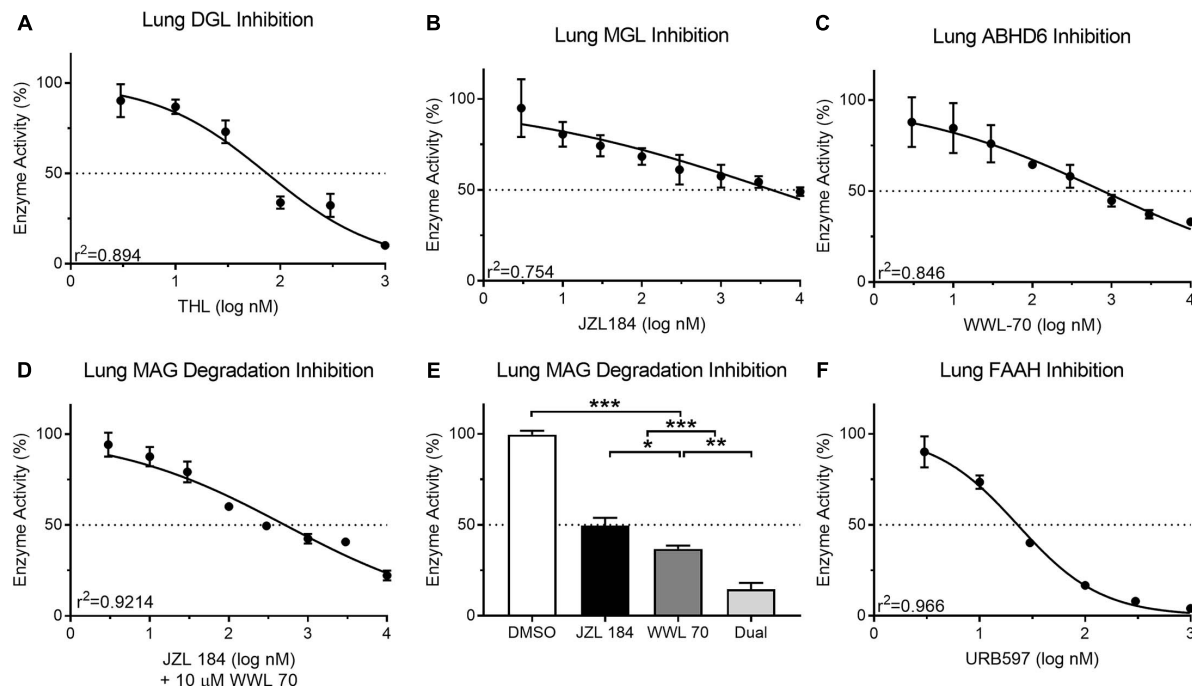 A
Lung DGL Inhibition
Enzyme Activity (%)
100
50
0
r²=0.894
0 1 2 3
THL (log nM)
B
Lung MGL Inhibition
Enzyme Activity (%)
100
50
0
r²=0.754
0 1 2 3 4
JZL184 (log nM)
C
Lung ABHD6 Inhibition
Enzyme Activity (%)
100
50
0
r²=0.846
0 1 2 3 4
WWL-70 (log nM)
D
Lung MAG Degradation Inhibition
Enzyme Activity (%)
100
50
0
r²=0.9214
0 1 2 3 4
JZL 184 (log nM)
+ 10 µM WWL 70
E
Lung MAG Degradation Inhibition
Enzyme Activity (%)
100
50
0
***
***
* **
DMSO JZL 184 WWL 70 Dual
F
Lung FAAH Inhibition
Enzyme Activity (%)
100
50
0
r²=0.966
0 1 2 3
URB597 (log nM)